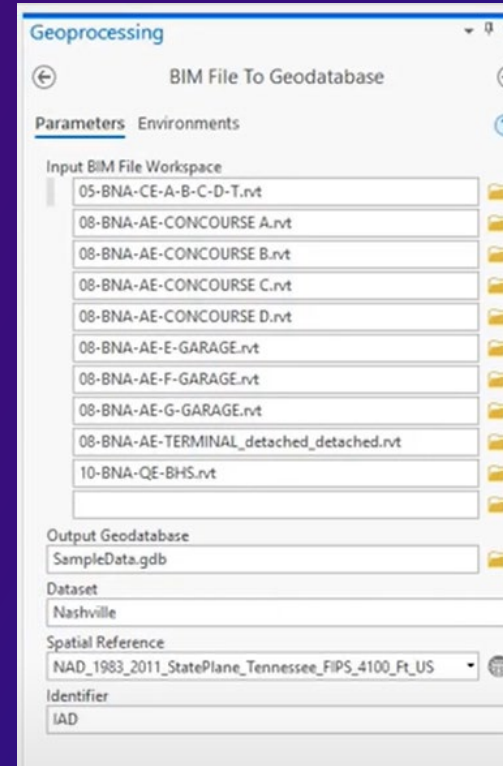 Geoprocessing
BIM File To Geodatabase
Parameters Environments
Input BIM File Workspace
05-BNA-CE-A-B-C-D-T.rvt
08-BNA-AE-CONCOURSE A.rvt
08-BNA-AE-CONCOURSE B.rvt
08-BNA-AE-CONCOURSE C.rvt
08-BNA-AE-CONCOURSE D.rvt
08-BNA-AE-E-GARAGE.rvt
08-BNA-AE-F-GARAGE.rvt
08-BNA-AE-G-GARAGE.rvt
08-BNA-AE-TERMINAL_detached_detached.rvt
10-BNA-QE-BHS.rvt
Output Geodatabase
SampleData.gdb
Dataset
Nashville
Spatial Reference
NAD_1983_2011_StatePlane_Tennessee_FIPS_4100_Ft_US
Identifier
IAD